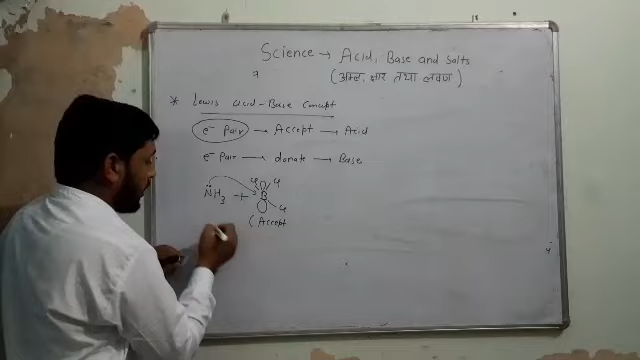 Science → Acid, Base and Salts
(अम्ल, क्षार तथा लवण)
* Lewis acid-Base Concept
e⁻ Pair → Accept → Acid
e⁻ Pair → donate → Base
N̈H₃ + B
(Accept